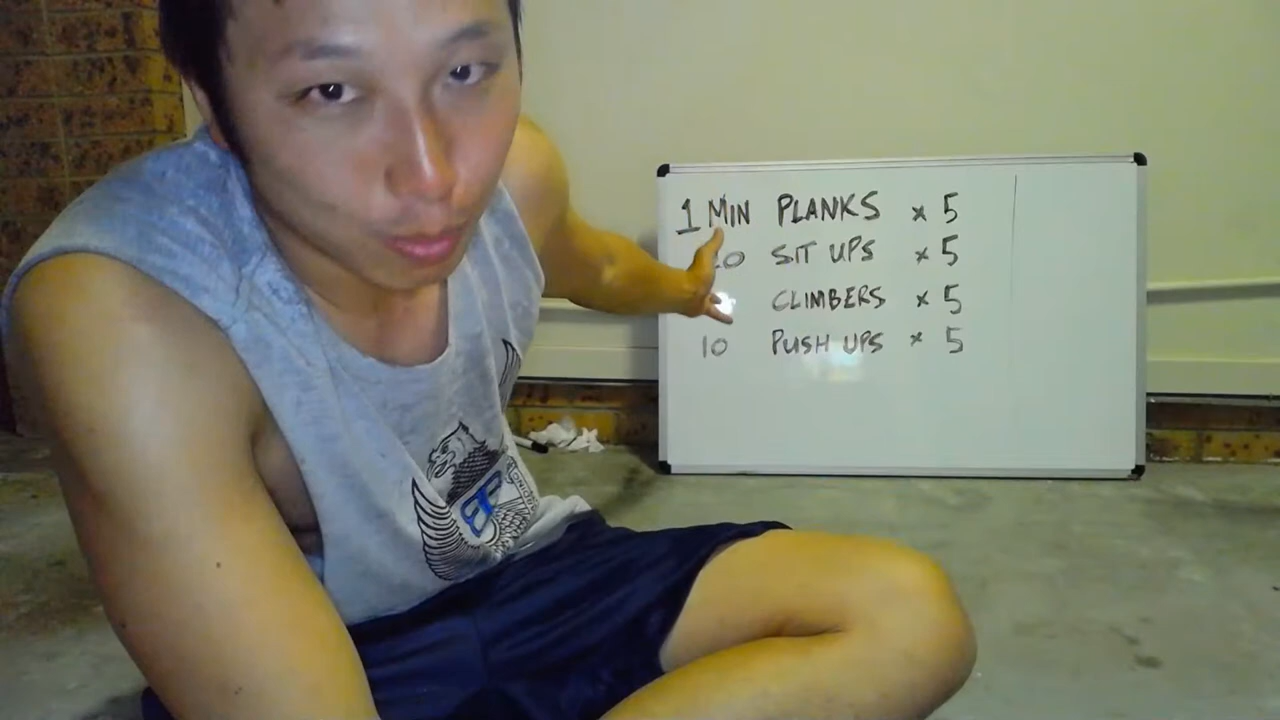 1 MIN PLANKS x 5
SIT UPS x 5
CLIMBERS x 5
10 PUSH UPS x 5